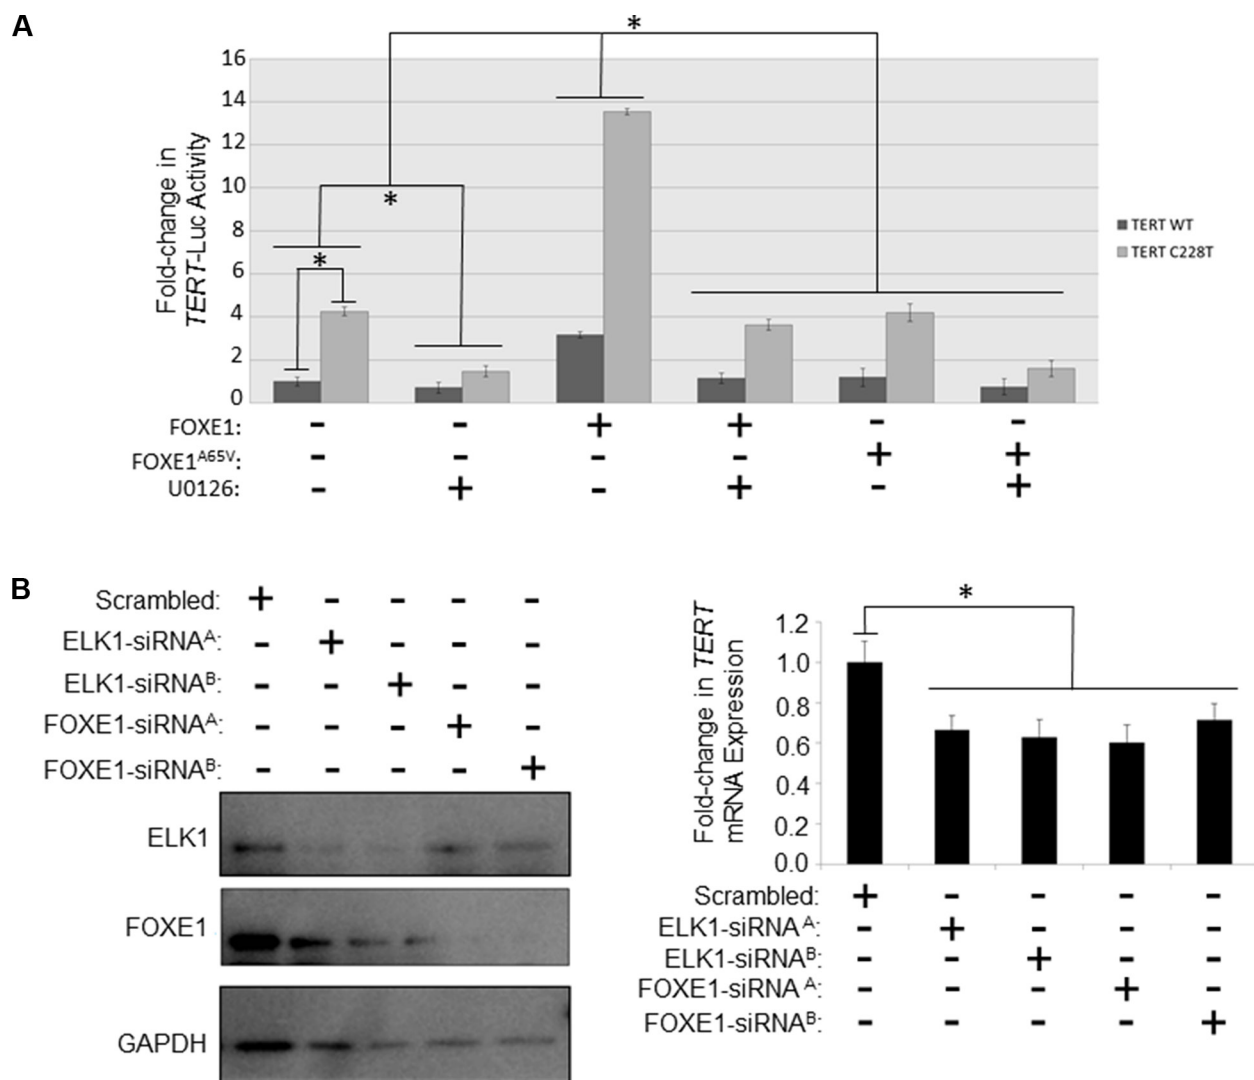 A
*
16
14
12
10
8
6
4
2
0
Fold-change in
TERT-Luc Activity
*
*
TERT WT
TERT C228T
FOXE1: - - + + - -
FOXE1A65V: - - - - + +
U0126: - + - + - +
B
Scrambled: + - - - -
ELK1-siRNAA: - + - - -
ELK1-siRNAB: - - + - -
FOXE1-siRNAA: - - - + -
FOXE1-siRNAB: - - - - +
ELK1
FOXE1
GAPDH
*
Fold-change in TERT
mRNA Expression
1.2
1.0
0.8
0.6
0.4
0.2
0.0
Scrambled: + - - - -
ELK1-siRNAA: - + - - -
ELK1-siRNAB: - - + - -
FOXE1-siRNA A: - - - + -
FOXE1-siRNAB: - - - - +